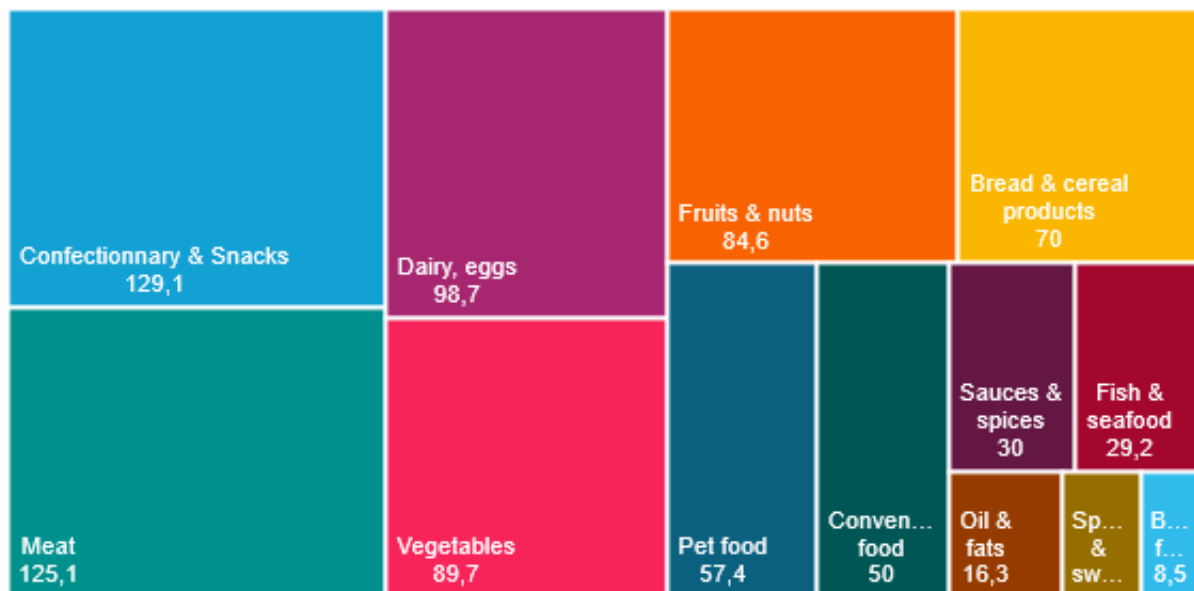 Confectionnary & Snacks
129,1
Meat
125,1
Dairy, eggs
98,7
Vegetables
89,7
Fruits & nuts
84,6
Bread & cereal
products
70
Pet food
57,4
Conven...
food
50
Sauces &
spices
30
Fish &
seafood
29,2
Oil &
fats
16,3
Sp...
&
sw...
B...
f...
8,5